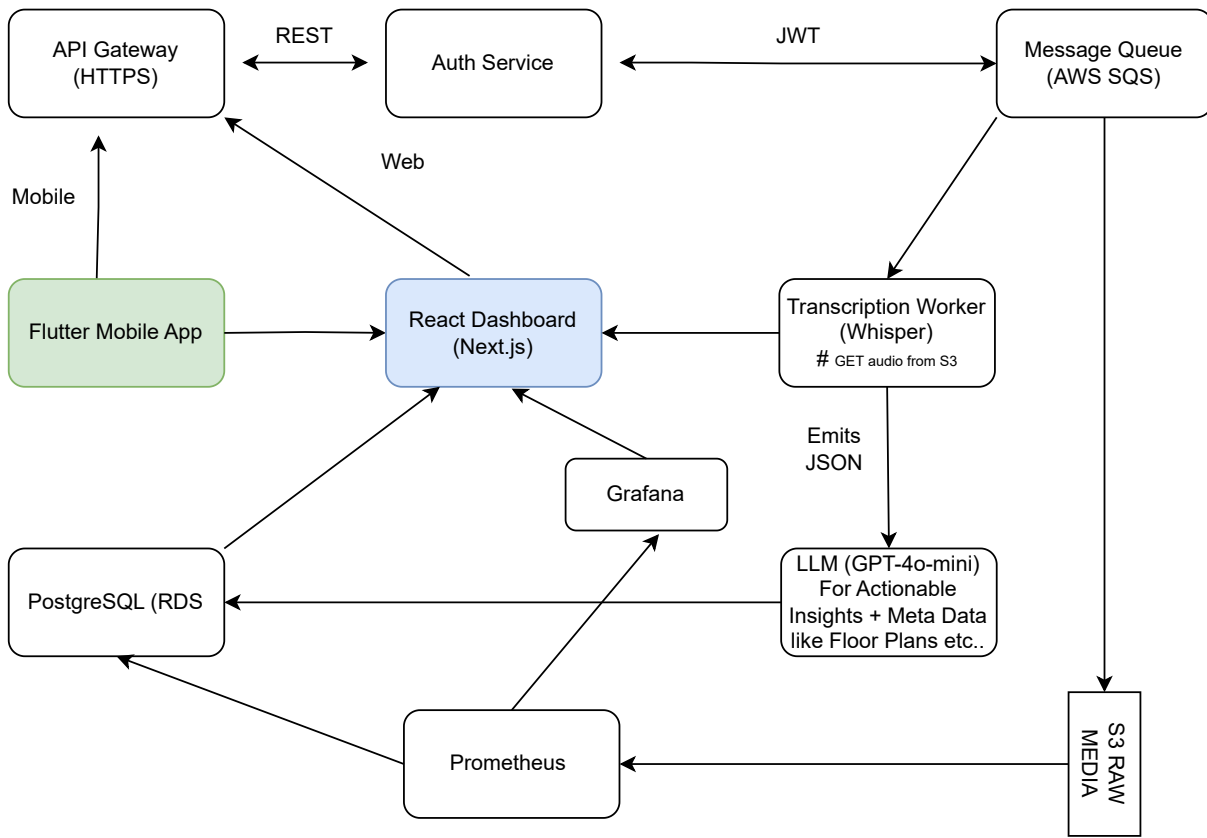 API Gateway
(HTTPS)
REST
Auth Service
JWT
Message Queue
(AWS SQS)
Mobile
Web
Flutter Mobile App
React Dashboard
(Next.js)
Transcription Worker
(Whisper)
# GET audio from S3
Emits
JSON
Grafana
PostgreSQL (RDS
LLM (GPT-4o-mini)
For Actionable
Insights + Meta Data
like Floor Plans etc..
Prometheus
S3 RAW
MEDIA